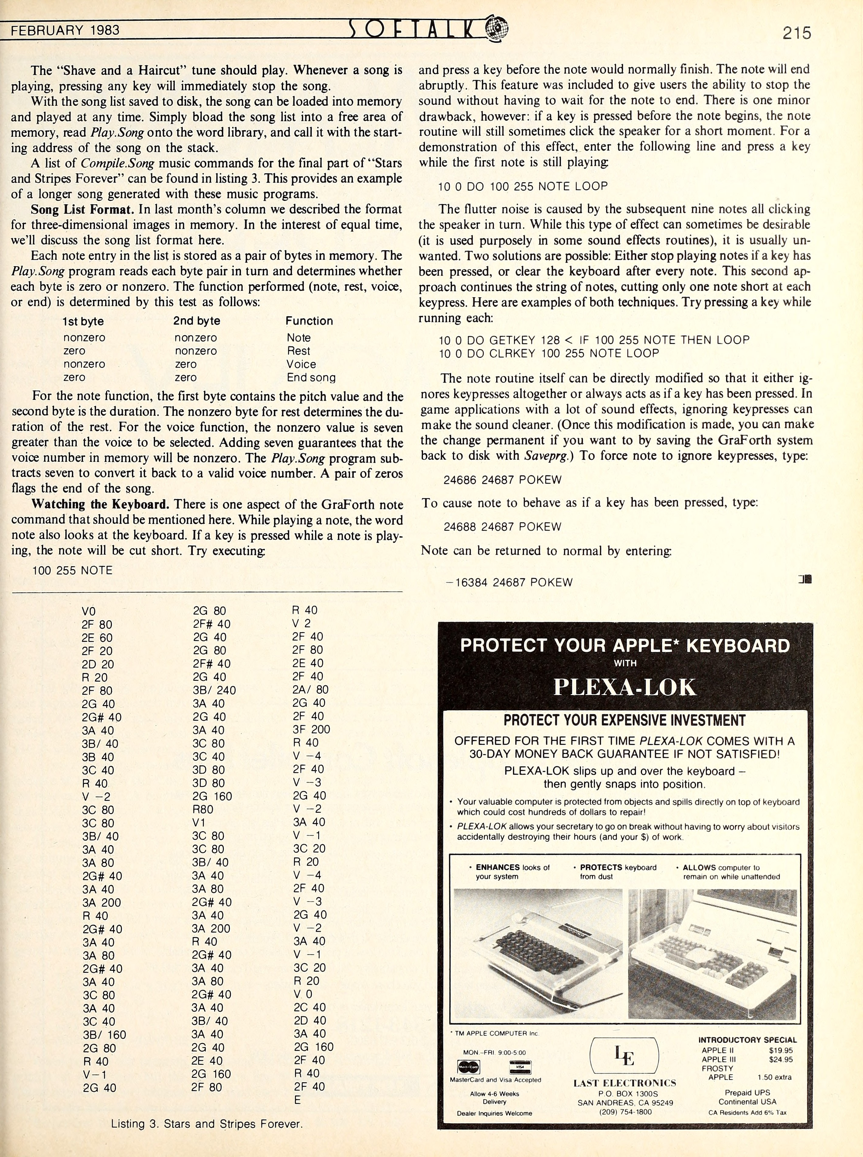 FEBRUARY 1983
SOFTALK
215
The “Shave and a Haircut” tune should play. Whenever a song is
playing, pressing any key will immediately stop the song.
With the song list saved to disk, the song can be loaded into memory
and played at any time. Simply bload the song list into a free area of
memory, read Play.Song onto the word library, and call it with the start-
ing address of the song on the stack.
A list of Compile.Song music commands for the final part of “Stars
and Stripes Forever” can be found in listing 3. This provides an example
of a longer song generated with these music programs.
Song List Format. In last month's column we described the format
for three-dimensional images in memory. In the interest of equal time,
we'll discuss the song list format here.
Each note entry in the list is stored as a pair of bytes in memory. The
Play.Song program reads each byte pair in turn and determines whether
each byte is zero or nonzero. The function performed (note, rest, voice,
or end) is determined by this test as follows:
1st byte 2nd byte Function
nonzero nonzero Note
zero nonzero Rest
nonzero zero Voice
zero zero End song
For the note function, the first byte contains the pitch value and the
second byte is the duration. The nonzero byte for rest determines the du-
ration of the rest. For the voice function, the nonzero value is seven
greater than the voice to be selected. Adding seven guarantees that the
voice number in memory will be nonzero. The Play.Song program sub-
tracts seven to convert it back to a valid voice number. A pair of zeros
flags the end of the song.
Watching the Keyboard. There is one aspect of the GraForth note
command that should be mentioned here. While playing a note, the word
note also looks at the keyboard. If a key is pressed while a note is play-
ing, the note will be cut short. Try executing:
100 255 NOTE
and press a key before the note would normally finish. The note will end
abruptly. This feature was included to give users the ability to stop the
sound without having to wait for the note to end. There is one minor
drawback, however: if a key is pressed before the note begins, the note
routine will still sometimes click the speaker for a short moment. For a
demonstration of this effect, enter the following line and press a key
while the first note is still playing:
10 0 DO 100 255 NOTE LOOP
The flutter noise is caused by the subsequent nine notes all clicking
the speaker in turn. While this type of effect can sometimes be desirable
(it is used purposely in some sound effects routines), it is usually un-
wanted. Two solutions are possible: Either stop playing notes if a key has
been pressed, or clear the keyboard after every note. This second ap-
proach continues the string of notes, cutting only one note short at each
keypress. Here are examples of both techniques. Try pressing a key while
running each:
10 0 DO GETKEY 128 < IF 100 255 NOTE THEN LOOP
10 0 DO CLRKEY 100 255 NOTE LOOP
The note routine itself can be directly modified so that it either ig-
nores keypresses altogether or always acts as if a key has been pressed. In
game applications with a lot of sound effects, ignoring keypresses can
make the sound cleaner. (Once this modification is made, you can make
the change permanent if you want to by saving the GraForth system
back to disk with Saveprg.) To force note to ignore keypresses, type:
24686 24687 POKEW
To cause note to behave as if a key has been pressed, type:
24688 24687 POKEW
Note can be returned to normal by entering:
−16384 24687 POKEW
V0
2F 80
2E 60
2F 20
2D 20
R 20
2F 80
2G 40
2G# 40
3A 40
3B/ 40
3B 40
3C 40
R 40
V −2
3C 80
3C 80
3B/ 40
3A 40
3A 80
2G# 40
3A 40
3A 200
R 40
2G# 40
3A 40
3A 80
2G# 40
3A 40
3C 80
3A 40
3C 40
3B/ 160
2G 80
R 40
V−1
2G 40
2G 80
2F# 40
2G 40
2G 80
2F# 40
2G 40
3B/ 240
3A 40
2G 40
3A 40
3C 80
3C 40
3D 80
3D 80
2G 160
R80
V1
3C 80
3C 80
3B/ 40
3A 40
3A 80
2G# 40
3A 40
3A 200
R 40
2G# 40
3A 40
3A 80
2G# 40
3A 40
3B/ 40
3A 40
2G 40
2E 40
2G 160
2F 80
R 40
V 2
2F 40
2F 80
2E 40
2F 40
2A/ 80
2G 40
2F 40
3F 200
R 40
V −4
2F 40
V −3
2G 40
V −2
3A 40
V −1
3C 20
R 20
V −4
2F 40
V −3
2G 40
V −2
3A 40
V −1
3C 20
R 20
V 0
2C 40
2D 40
3A 40
2G 160
2F 40
R 40
2F 40
E
Listing 3. Stars and Stripes Forever.
PROTECT YOUR APPLE* KEYBOARD
WITH
PLEXA-LOK
PROTECT YOUR EXPENSIVE INVESTMENT
OFFERED FOR THE FIRST TIME PLEXA-LOK COMES WITH A
30-DAY MONEY BACK GUARANTEE IF NOT SATISFIED!
PLEXA-LOK slips up and over the keyboard –
then gently snaps into position.
• Your valuable computer is protected from objects and spills directly on top of keyboard
which could cost hundreds of dollars to repair!
• PLEXA-LOK allows your secretary to go on break without having to worry about visitors
accidentally destroying their hours (and your $) of work.
• ENHANCES looks of
your system
• PROTECTS keyboard
from dust
• ALLOWS computer to
remain on while unattended
* TM APPLE COMPUTER Inc.
MON.-FRI. 9:00-5:00
MasterCard
VISA
MasterCard and Visa Accepted
Allow 4-6 Weeks
Delivery
Dealer Inquiries Welcome
LE
LAST ELECTRONICS
P.O. BOX 1300S
SAN ANDREAS, CA 95249
(209) 754-1800
INTRODUCTORY SPECIAL
APPLE II $19.95
APPLE III $24.95
FROSTY
APPLE 1.50 extra
Prepaid UPS
Continental USA
CA Residents Add 6% Tax